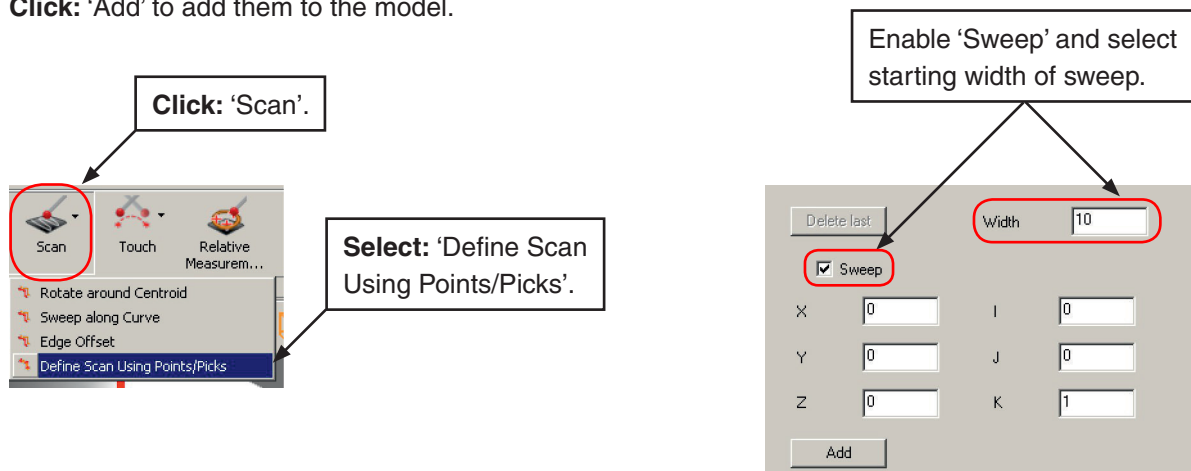 Click: ‘Add’ to add them to the model.
Click: ‘Scan’.
Scan
Touch
Relative
Measurem...
Rotate around Centroid
Sweep along Curve
Edge Offset
Define Scan Using Points/Picks
Select: ‘Define Scan
Using Points/Picks’.
Enable ‘Sweep’ and select
starting width of sweep.
Delete last
Width 10
Sweep
X 0 I 0
Y 0 J 0
Z 0 K 1
Add